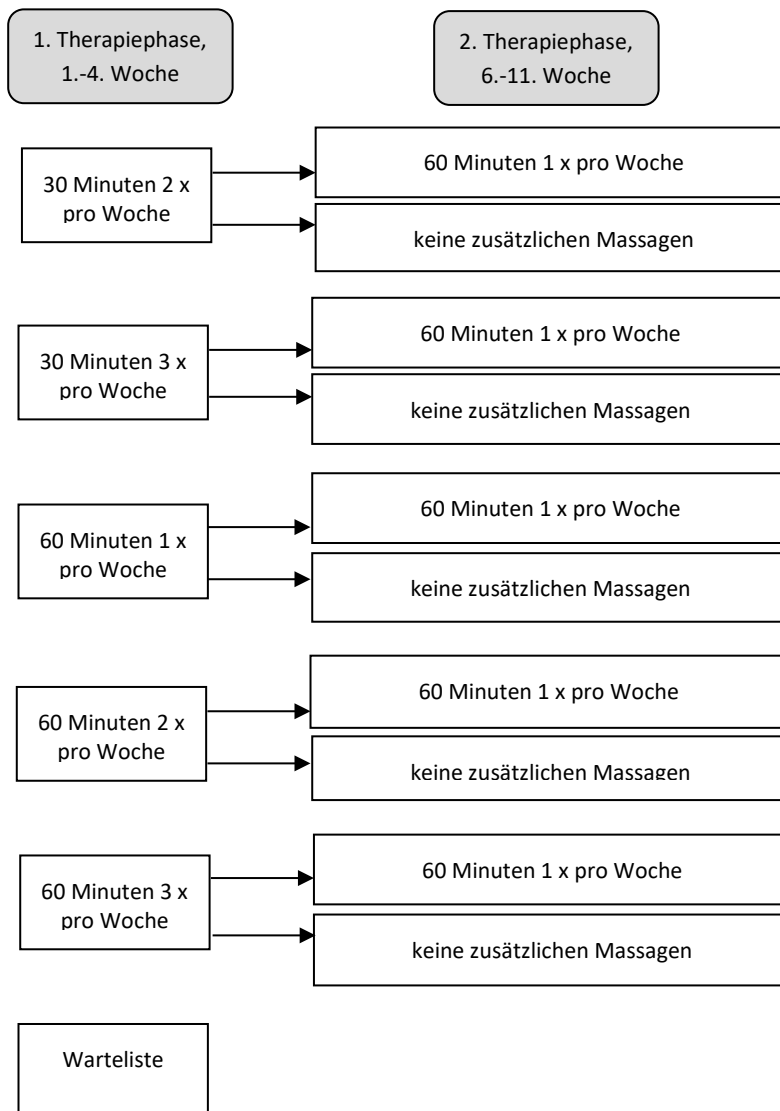 1. Therapiephase,
1.-4. Woche
2. Therapiephase,
6.-11. Woche
30 Minuten 2 x
pro Woche
60 Minuten 1 x pro Woche
keine zusätzlichen Massagen
30 Minuten 3 x
pro Woche
60 Minuten 1 x pro Woche
keine zusätzlichen Massagen
60 Minuten 1 x
pro Woche
60 Minuten 1 x pro Woche
keine zusätzlichen Massagen
60 Minuten 2 x
pro Woche
60 Minuten 1 x pro Woche
keine zusätzlichen Massagen
60 Minuten 3 x
pro Woche
60 Minuten 1 x pro Woche
keine zusätzlichen Massagen
Warteliste